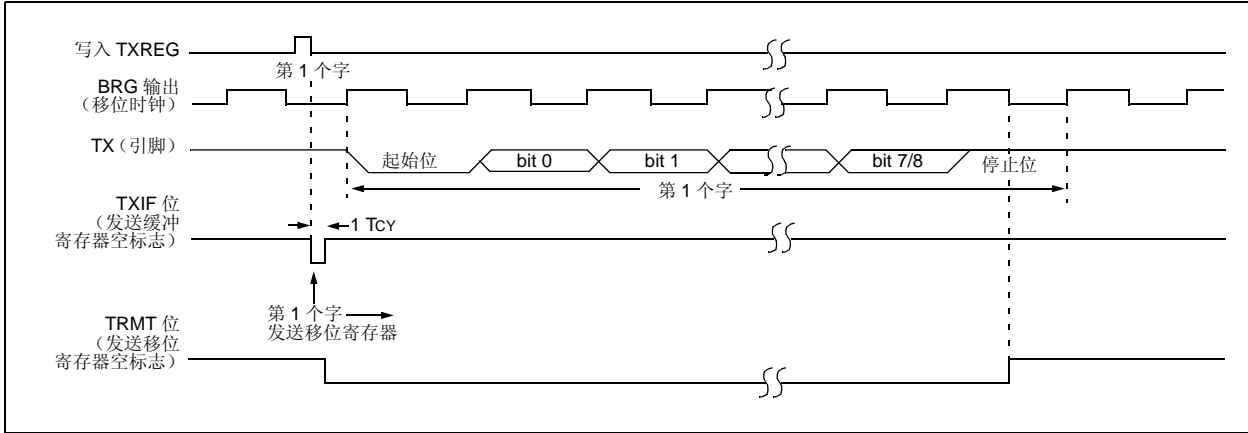 写入 TXREG
第 1 个字
BRG 输出
（移位时钟）
TX（引脚）
起始位
bit 0
bit 1
bit 7/8
停止位
第 1 个字
TXIF 位
（发送缓冲
寄存器空标志）
1 TCY
第 1 个字
发送移位寄存器
TRMT 位
（发送移位
寄存器空标志）